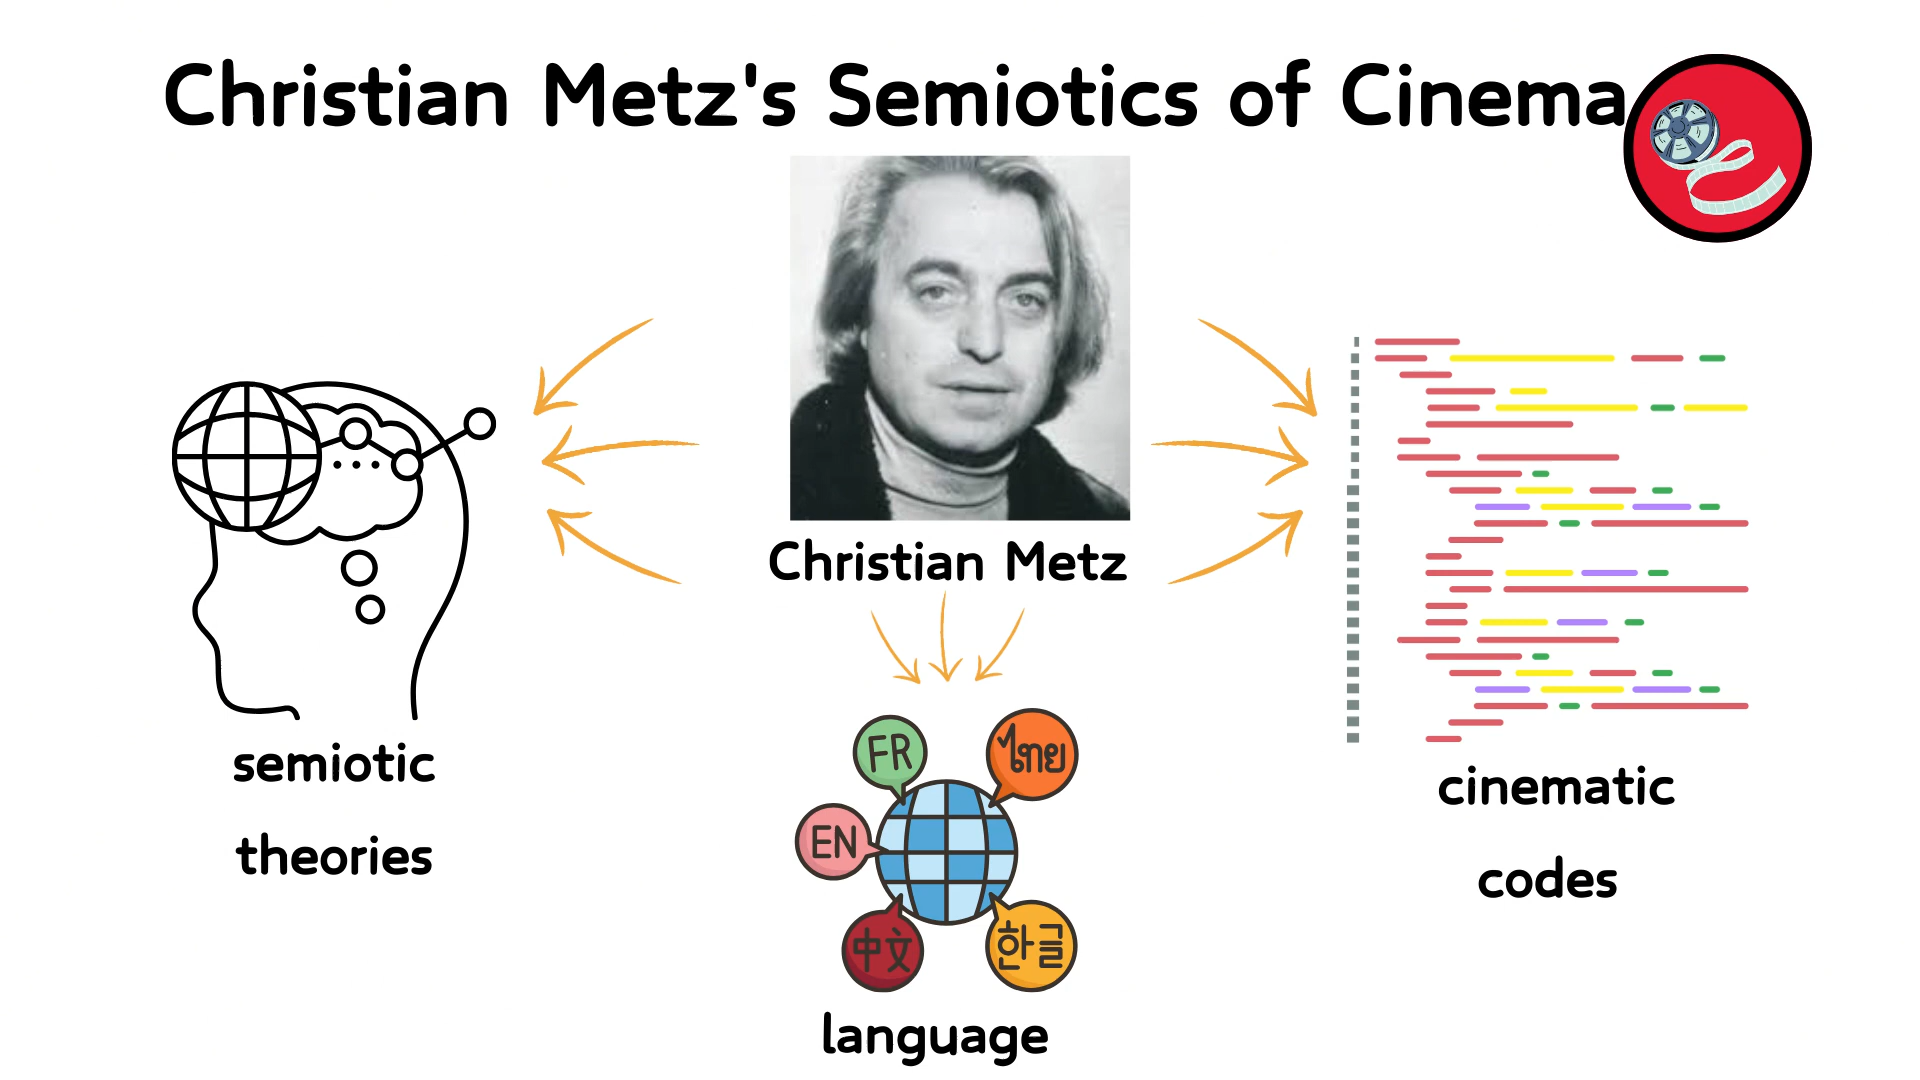 Christian Metz's Semiotics of Cinema
Christian Metz
semiotic
theories
FR
ไทย
EN
中文
한글
language
cinematic
codes